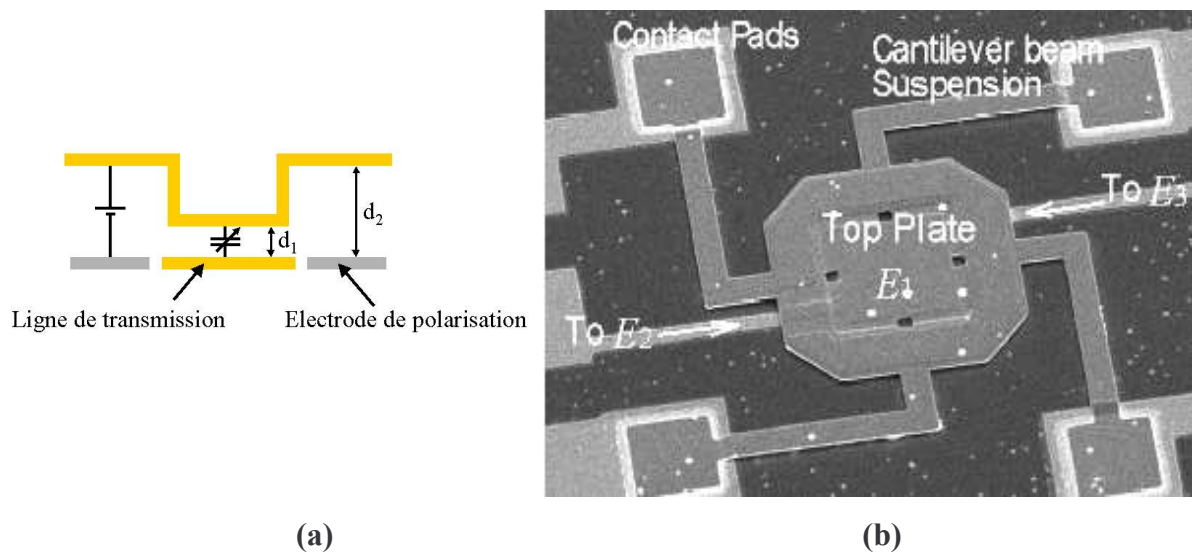 d₂
d₁
Ligne de transmission
Electrode de polarisation
(a)
Contact Pads
Cantilever beam
Suspension
To E₃
Top Plate
E₁
To E₂
(b)